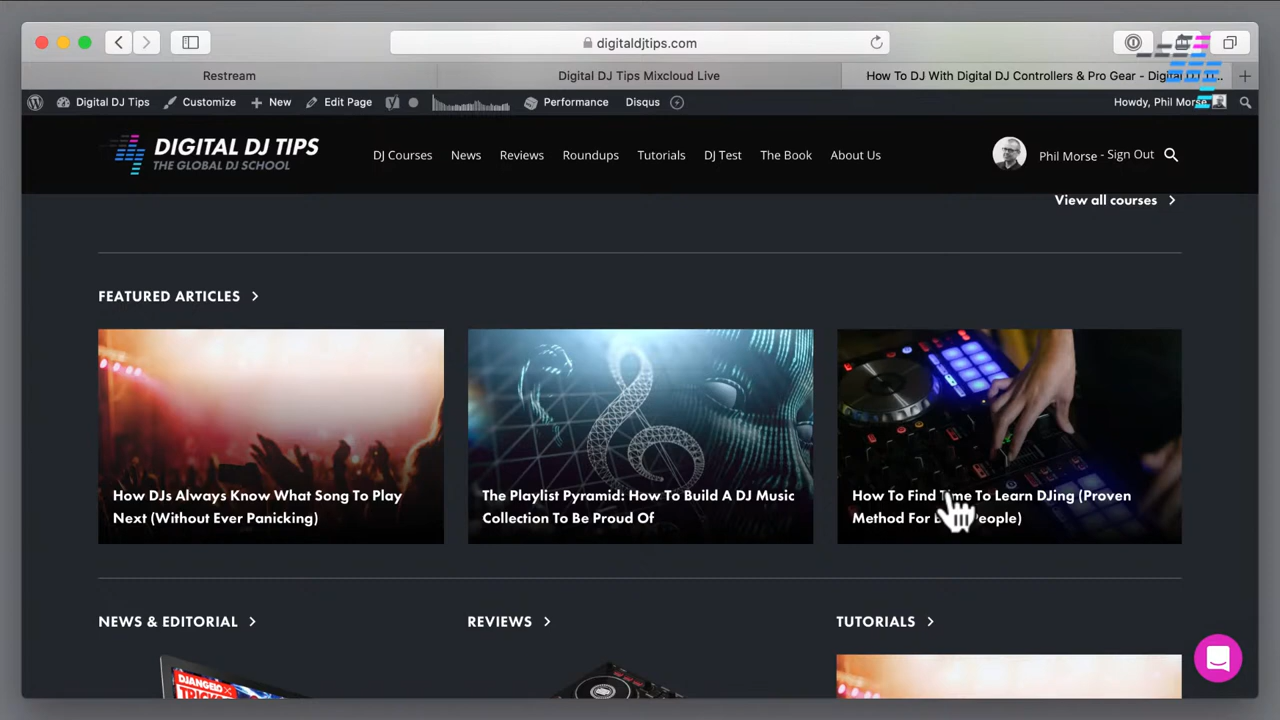 digitaldjtips.com
Restream
Digital DJ Tips Mixcloud Live
How To DJ With Digital DJ Controllers & Pro Gear - Digital DJ Ti...
Digital DJ Tips
Customize
New
Edit Page
Performance
Disqus
Howdy, Phil Morse
DIGITAL DJ TIPS
THE GLOBAL DJ SCHOOL
DJ Courses
News
Reviews
Roundups
Tutorials
DJ Test
The Book
About Us
Phil Morse - Sign Out
View all courses
FEATURED ARTICLES
How DJs Always Know What Song To Play
Next (Without Ever Panicking)
The Playlist Pyramid: How To Build A DJ Music
Collection To Be Proud Of
How To Find Time To Learn DJing (Proven
Method For People)
NEWS & EDITORIAL
REVIEWS
TUTORIALS
DJANGELO
TRICKS